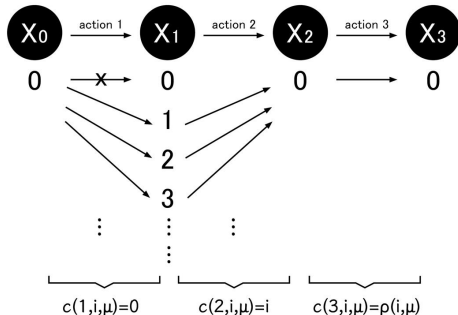 X0 action 1 X1 action 2 X2 action 3 X3
0 x 0 0 0
1
2
3
c(1,i,μ)=0 c(2,i,μ)=i c(3,i,μ)=ρ(i,μ)